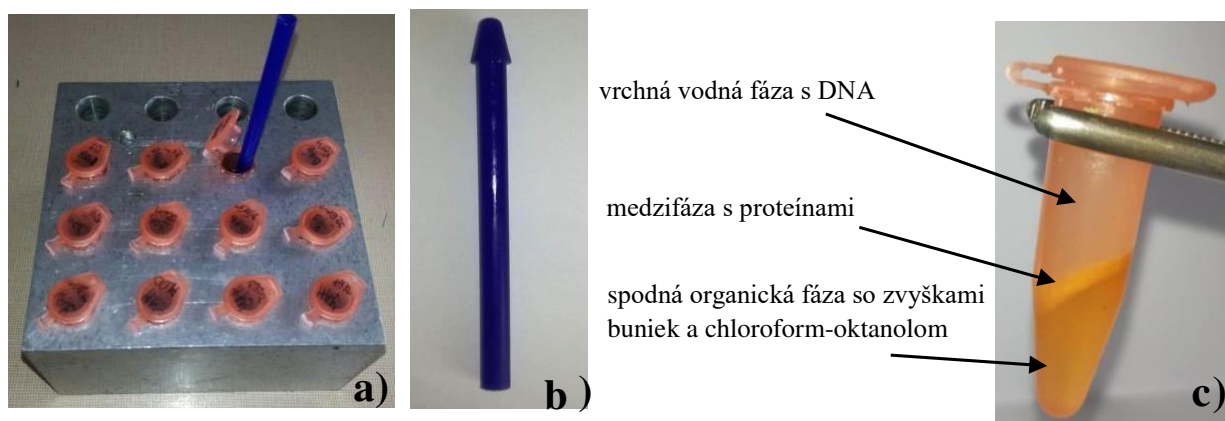 vrchná vodná fáza s DNA
medzifáza s proteínami
spodná organická fáza so zvyškami
buniek a chloroform-oktanolom
a)
b )
c)